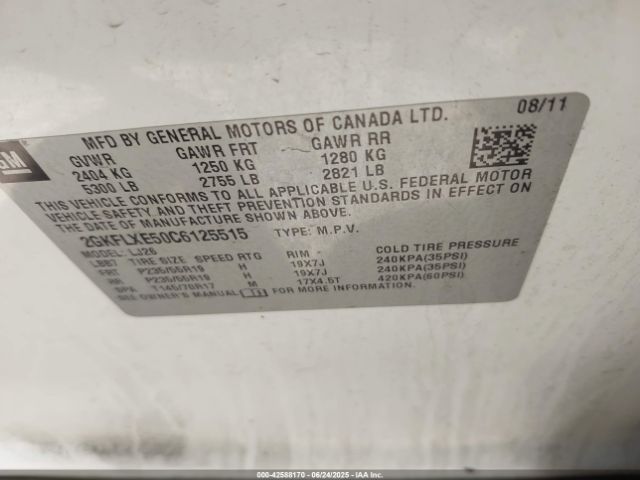 GM
08/11
MFD BY GENERAL MOTORS OF CANADA LTD.
GVWR GAWR FRT GAWR RR
2404 KG 1250 KG 1280 KG
5300 LB 2755 LB 2821 LB
THIS VEHICLE CONFORMS TO ALL APPLICABLE U.S. FEDERAL MOTOR
VEHICLE SAFETY AND THEFT PREVENTION STANDARDS IN EFFECT ON
THE DATE OF MANUFACTURE SHOWN ABOVE.
2GKFLXE50C6125515 TYPE: M.P.V.
MODEL: LJ26
L8BT TIRE SIZE SPEED RTG RIM COLD TIRE PRESSURE
FRT P235/55R19 H 19X7J 240KPA(35PSI)
RR P235/55R19 H 19X7J 240KPA(35PSI)
SPA T145/70R17 M 17X4.5T 420KPA(60PSI)
SEE OWNER'S MANUAL FOR MORE INFORMATION.
000-42588170 - 06/24/2025 - IAAI.com